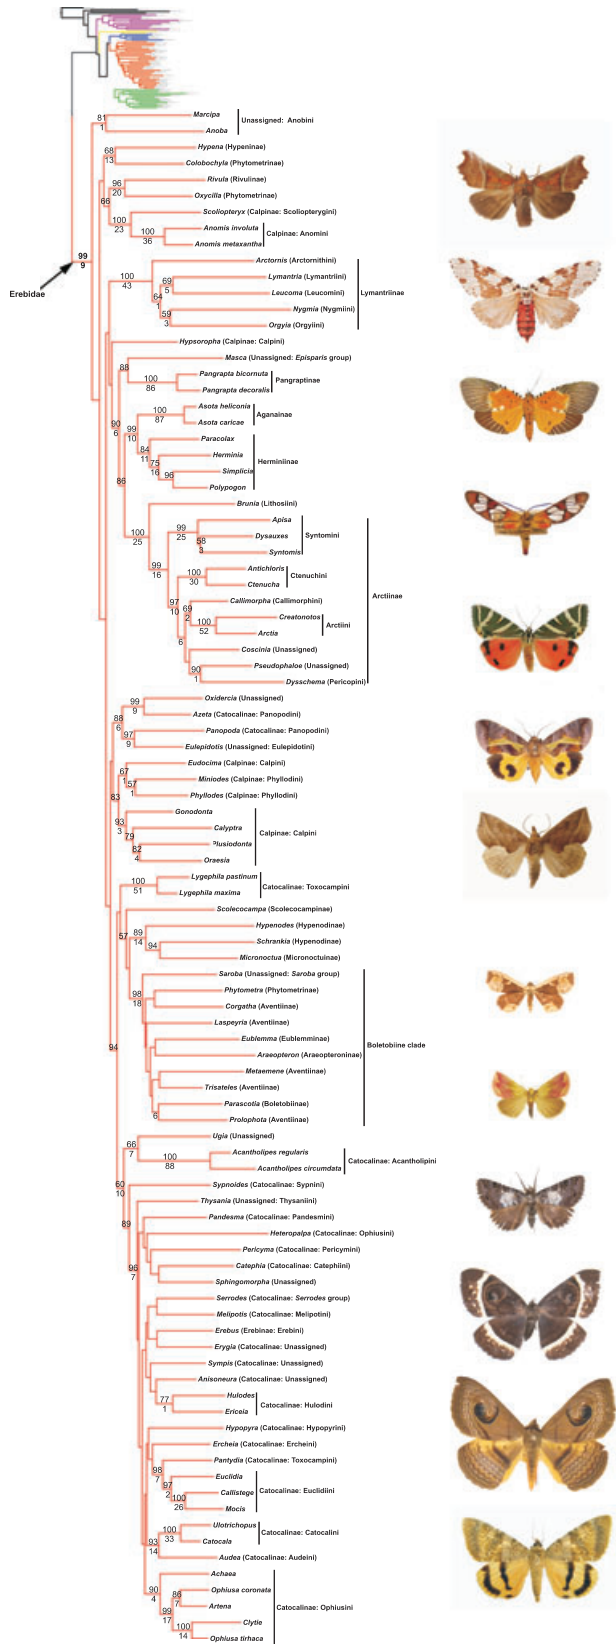 Marcipa
81
1
Unassigned: Anobini
Anoba
68
13
Hypena (Hypeninae)
Colobochyla (Phytometrinae)
96
20
Rivula (Rivulinae)
66
Oxycilla (Phytometrinae)
100
23
Scoliopteryx (Calpinae: Scoliopterygini)
100
36
Anomis involuta
Calpinae: Anomini
Anomis metaxantha
99
9
Erebidae
Arctornis (Arctornithini)
100
43
69
5
Lymantria (Lymantriini)
Leucoma (Leucomini)
Lymantriinae
64
1
Nygmia (Nygmiini)
59
3
Orgyia (Orgyiini)
Hypsoropha (Calpinae: Calpini)
Masca (Unassigned: Episparis group)
88
100
86
Pangrapta bicornuta
Pangraptinae
Pangrapta decoralis
100
87
Asota heliconia
Aganainae
Asota caricae
90
6
99
10
Paracolax
84
11
Herminia
Herminiinae
75
16
Simplicia
96
Polypogon
86
Brunia (Lithosiini)
100
25
99
25
Apisa
Dysauxes
Syntomini
58
3
Syntomis
99
16
100
30
Antichloris
Ctenuchini
Ctenucha
Arctiinae
97
10
Callimorpha (Callimorphini)
69
2
100
52
Creatonotos
Arctiini
Arctia
6
Coscinia (Unassigned)
90
1
Pseudophaloe (Unassigned)
Dysschema (Pericopini)
99
9
Oxidercia (Unassigned)
Azeta (Catocalinae: Panopodini)
88
6
97
9
Panopoda (Catocalinae: Panopodini)
Eulepidotis (Unassigned: Eulepidotini)
Eudocima (Calpinae: Calpini)
67
1
Miniodes (Calpinae: Phyllodini)
57
1
Phyllodes (Calpinae: Phyllodini)
83
Gonodonta
93
3
Calyptra
79
Plusiodonta
Calpinae: Calpini
82
4
Oraesia
100
51
Lygephila pastinum
Catocalinae: Toxocampini
Lygephila maxima
Scolecocampa (Scolecocampinae)
57
89
14
Hypenodes (Hypenodinae)
94
Schrankia (Hypenodinae)
Micronoctua (Micronoctuinae)
98
18
Saroba (Unassigned: Saroba group)
Phytometra (Phytometrinae)
Corgatha (Aventiinae)
Laspeyria (Aventiinae)
Eublemma (Eublemminae)
Boletobiine clade
94
Araeopteron (Araeopteroninae)
Metaemene (Aventiinae)
Trisateles (Aventiinae)
Parascotia (Boletobiinae)
6
Prolophota (Aventiinae)
66
7
Ugia (Unassigned)
100
88
Acantholipes regularis
Catocalinae: Acantholipini
Acantholipes circumdata
60
10
Sypnoides (Catocalinae: Sypnini)
Thysania (Unassigned: Thysaniini)
89
Pandesma (Catocalinae: Pandesmini)
Heteropalpa (Catocalinae: Ophiusini)
Pericyma (Catocalinae: Pericymini)
96
7
Catephia (Catocalinae: Catephiini)
Sphingomorpha (Unassigned)
Serrodes (Catocalinae: Serrodes group)
Melipotis (Catocalinae: Melipotini)
Erebus (Erebinae: Erebini)
Erygia (Catocalinae: Unassigned)
Sympis (Catocalinae: Unassigned)
Anisoneura (Catocalinae: Unassigned)
77
1
Hulodes
Catocalinae: Hulodini
Ericeia
Hypopyra (Catocalinae: Hypopyrini)
Ercheia (Catocalinae: Ercheini)
98
7
Pantydia (Catocalinae: Toxocampini)
97
2
Euclidia
100
26
Callistege
Catocalinae: Euclidiini
Mocis
100
33
Ulotrichopus
Catocalinae: Catocalini
Catocala
93
14
Audea (Catocalinae: Audeini)
Achaea
90
4
86
7
Ophiusa coronata
Artena
Catocalinae: Ophiusini
99
17
100
14
Clytie
Ophiusa tirhaca